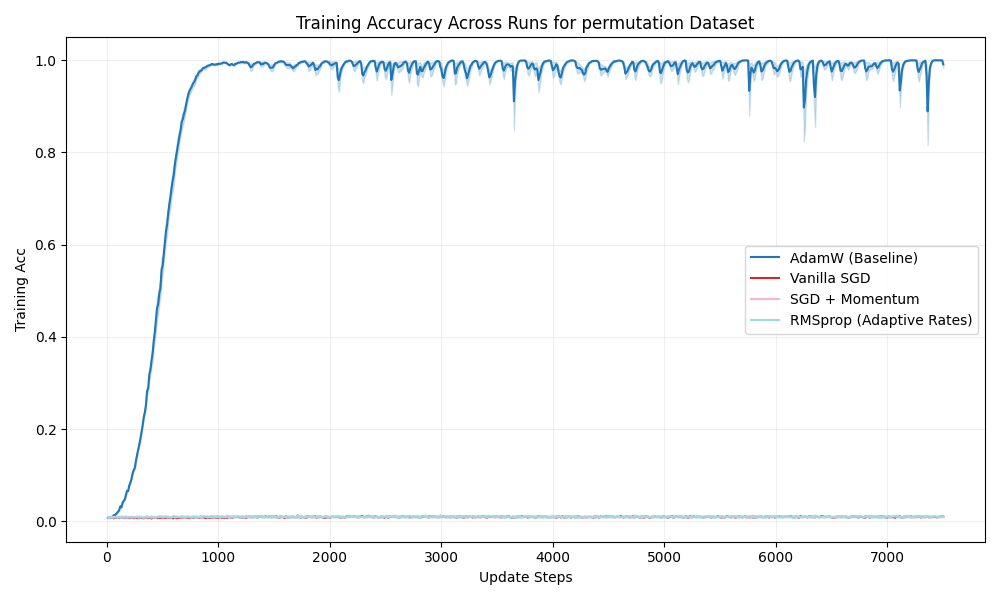 Training Accuracy Across Runs for permutation Dataset
Training Acc
1.0
0.8
0.6
0.4
0.2
0.0
AdamW (Baseline)
Vanilla SGD
SGD + Momentum
RMSprop (Adaptive Rates)
0 1000 2000 3000 4000 5000 6000 7000
Update Steps